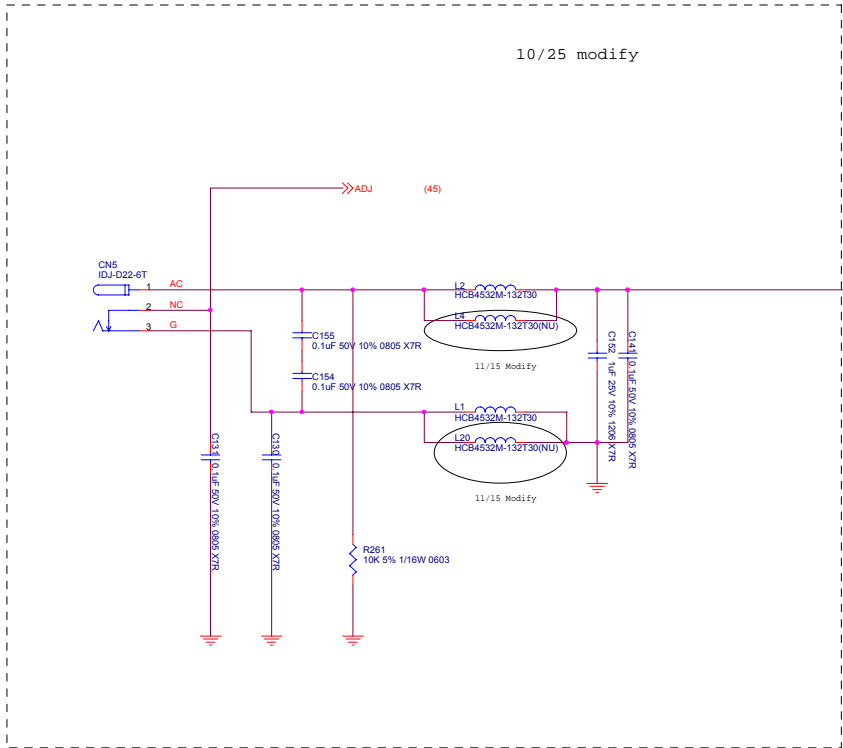 10/25 modify
ADJ (45)
CN5
IDJ-D22-6T
1 AC
2 NC
3 G
L2
HCB4532M-132T30
L4
HCB4532M-132T30(NU)
11/15 Modify
C155
0.1uF 50V 10% 0805 X7R
C154
0.1uF 50V 10% 0805 X7R
C152 1uF 25V 10% 1206 X7R
C141 0.1uF 50V 10% 0805 X7R
L1
HCB4532M-132T30
L20
HCB4532M-132T30(NU)
11/15 Modify
C131 0.1uF 50V 10% 0805 X7R
C130 0.1uF 50V 10% 0805 X7R
R261
10K 5% 1/16W 0603